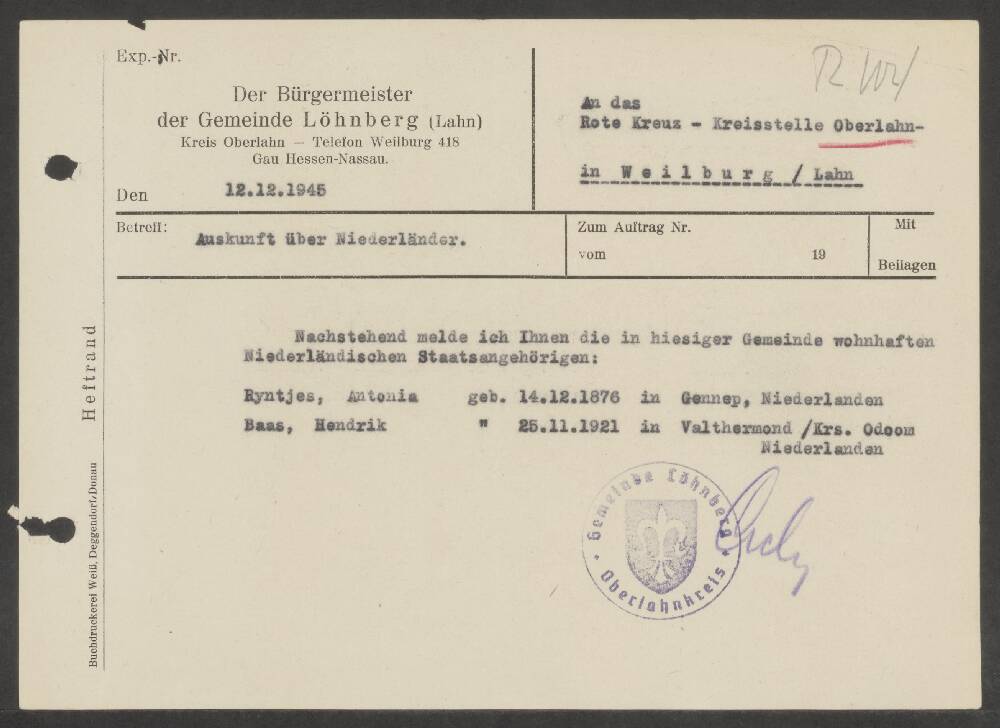 Exp.-Nr.
Der Bürgermeister
der Gemeinde Löhnberg (Lahn)
Kreis Oberlahn — Telefon Weilburg 418
Gau Hessen-Nassau.
Den 12.12.1945
An das
Rote Kreuz - Kreisstelle Oberlahn-
in Weilburg / Lahn
Betreff: Auskunft über Niederländer.
Zum Auftrag Nr.
vom 19
Mit
Beilagen
Nachstehend melde ich Ihnen die in hiesiger Gemeinde wohnhaften
Niederländischen Staatsangehörigen:
Ryntjes, Antonia geb. 14.12.1876 in Gennep, Niederlanden
Baas, Hendrik " 25.11.1921 in Valthermond /Krs. Odoom
Niederlanden
Gemeinde Löhnberg
Oberlahnkreis
Heftrand
Buchdruckerei Weiß, Deggendorf/Donau